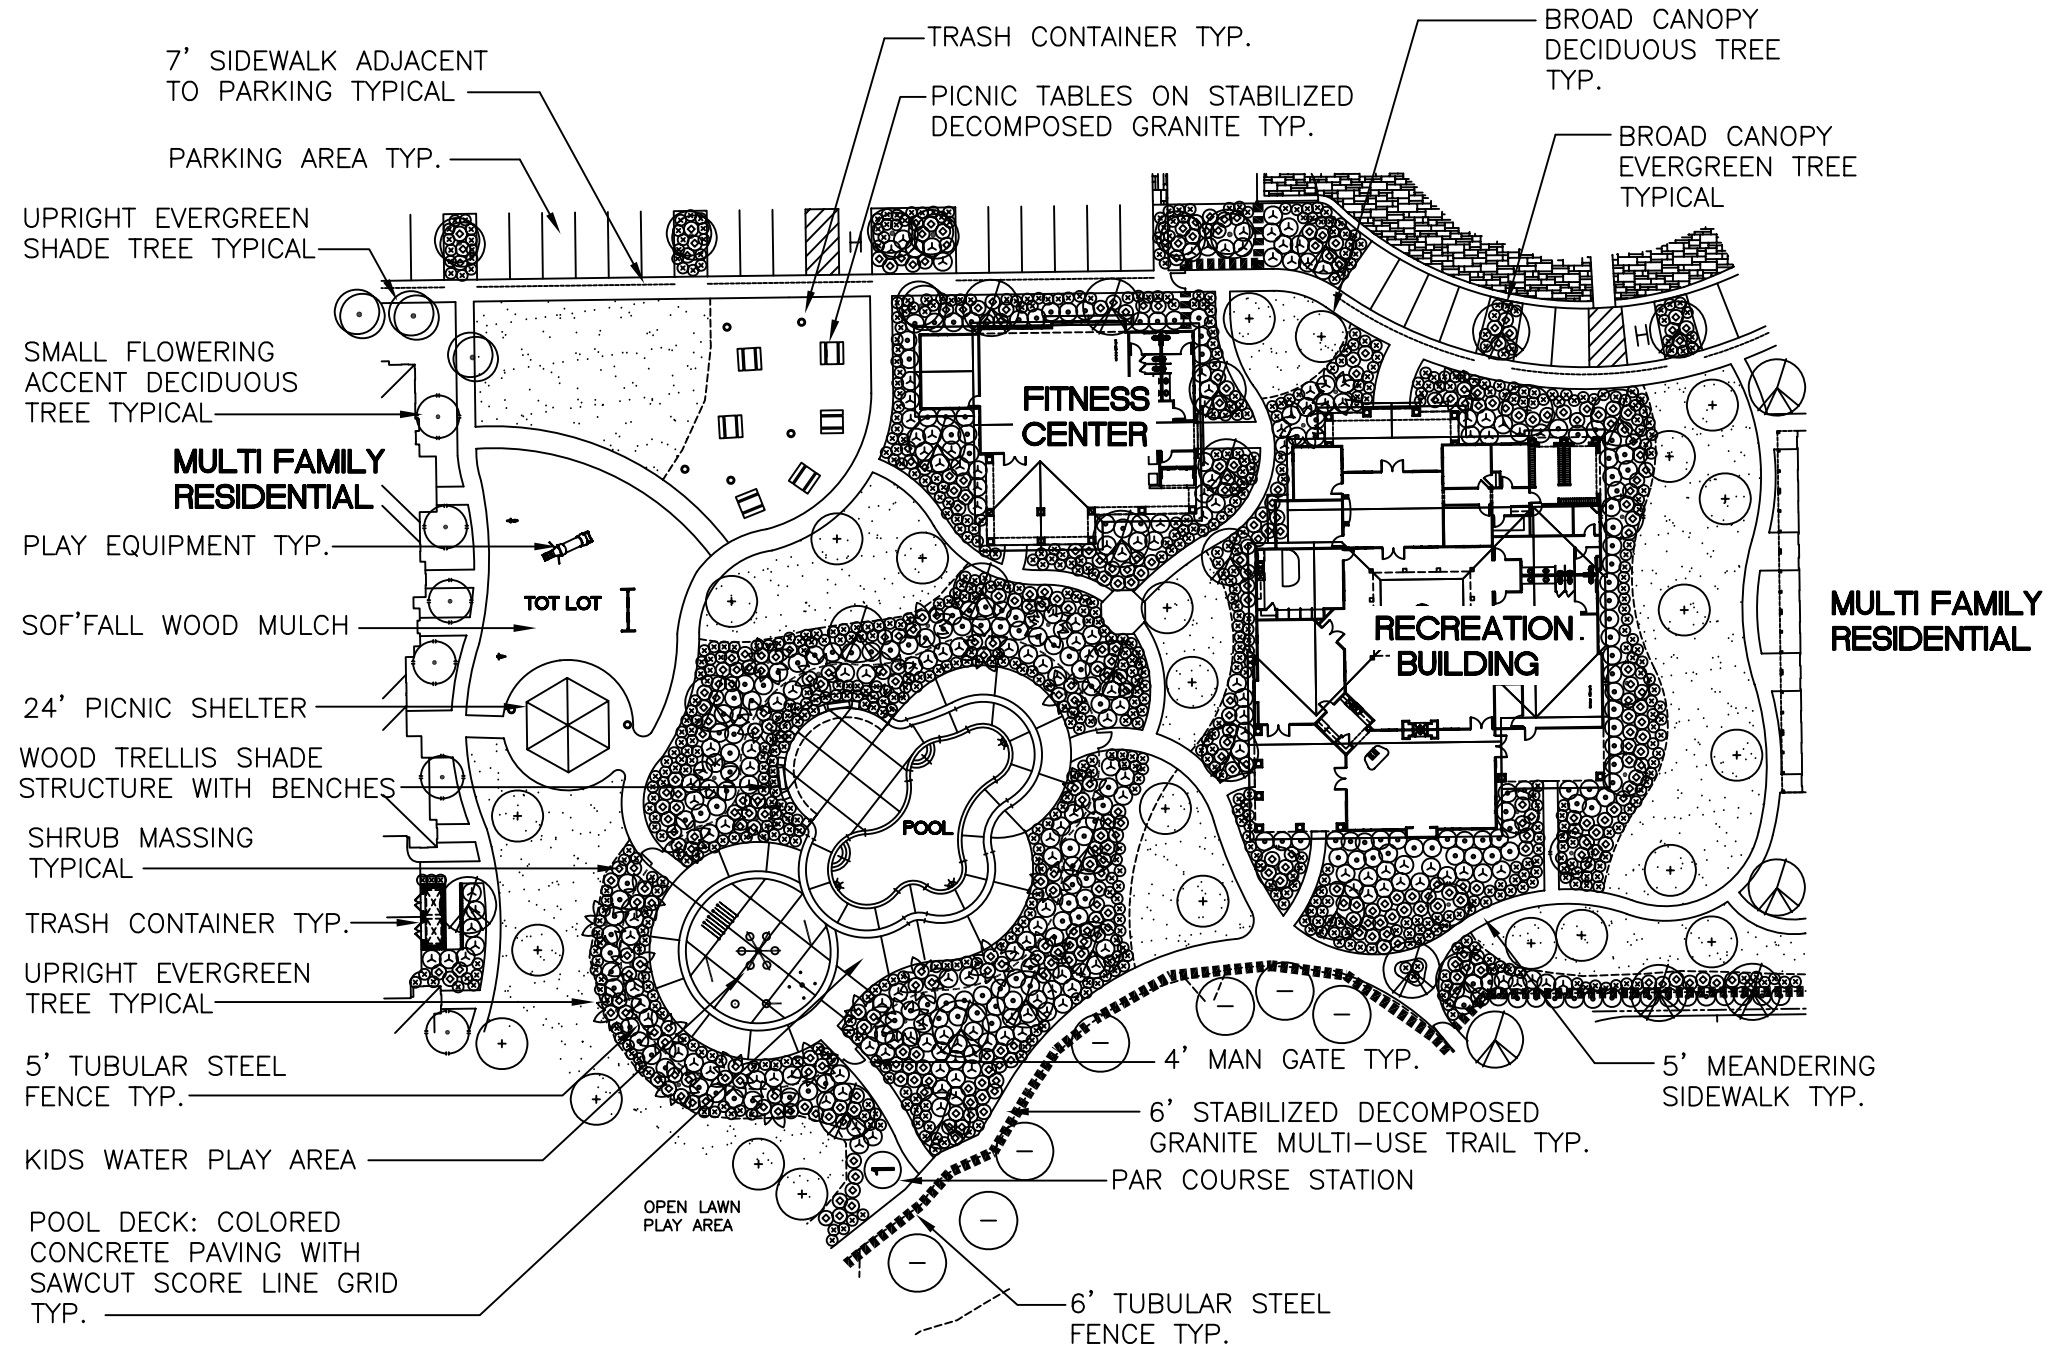 TRASH CONTAINER TYP.
BROAD CANOPY
DECIDUOUS TREE
TYP.
7' SIDEWALK ADJACENT
TO PARKING TYPICAL
PICNIC TABLES ON STABILIZED
DECOMPOSED GRANITE TYP.
BROAD CANOPY
EVERGREEN TREE
TYPICAL
PARKING AREA TYP.
UPRIGHT EVERGREEN
SHADE TREE TYPICAL
H
H
SMALL FLOWERING
ACCENT DECIDUOUS
TREE TYPICAL
FITNESS
CENTER
MULTI FAMILY
RESIDENTIAL
PLAY EQUIPMENT TYP.
TOT LOT
SOF'FALL WOOD MULCH
RECREATION
BUILDING
MULTI FAMILY
RESIDENTIAL
24' PICNIC SHELTER
WOOD TRELLIS SHADE
STRUCTURE WITH BENCHES
POOL
SHRUB MASSING
TYPICAL
TRASH CONTAINER TYP.
UPRIGHT EVERGREEN
TREE TYPICAL
5' TUBULAR STEEL
FENCE TYP.
4' MAN GATE TYP.
5' MEANDERING
SIDEWALK TYP.
6' STABILIZED DECOMPOSED
GRANITE MULTI-USE TRAIL TYP.
KIDS WATER PLAY AREA
1
PAR COURSE STATION
OPEN LAWN
PLAY AREA
POOL DECK: COLORED
CONCRETE PAVING WITH
SAWCUT SCORE LINE GRID
TYP.
6' TUBULAR STEEL
FENCE TYP.